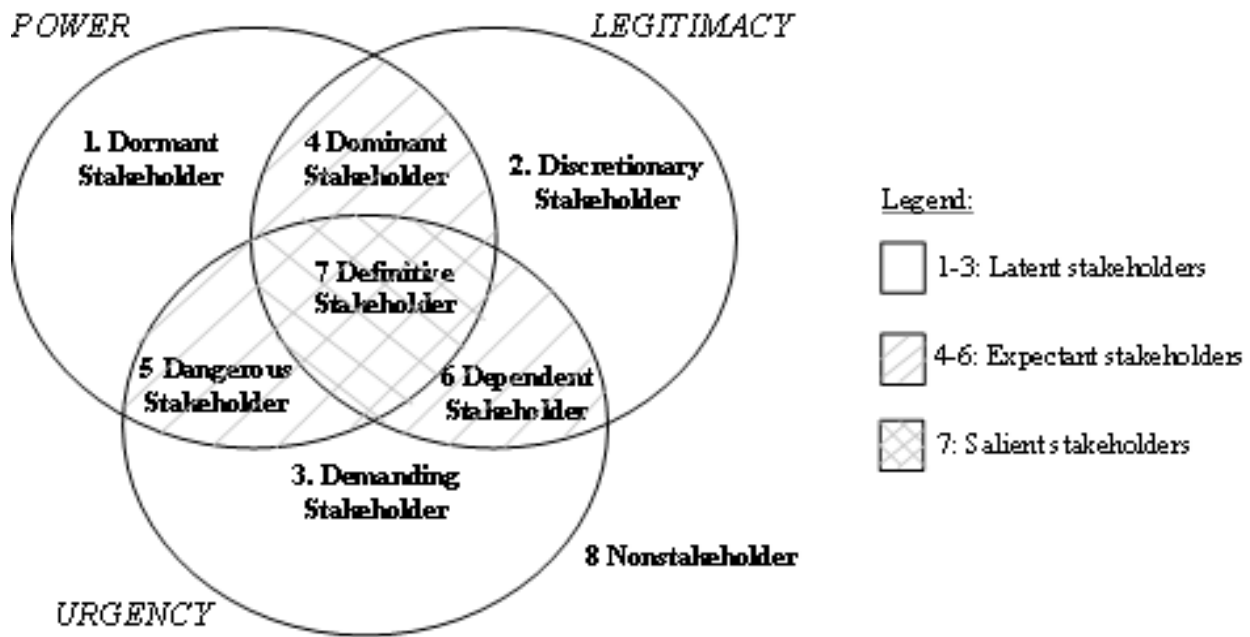 POWER
LEGITIMACY
1. Dormant
Stakeholder
4 Dominant
Stakeholder
2. Discretionary
Stakeholder
7 Definitive
Stakeholder
5 Dangerous
Stakeholder
6 Dependent
Stakeholder
3. Demanding
Stakeholder
8 Nonstakeholder
URGENCY
Legend:
1-3: Latent stakeholders
4-6: Expectant stakeholders
7: Salient stakeholders